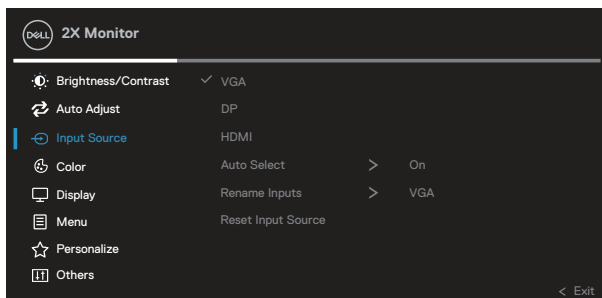 DELL 2X Monitor
Brightness/Contrast VGA
Auto Adjust DP
Input Source HDMI
Color Auto Select > On
Display Rename Inputs > VGA
Menu Reset Input Source
Personalize
Others
< Exit